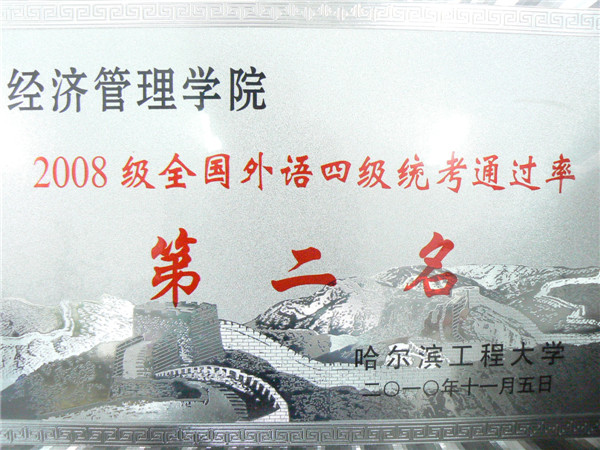 经济管理学院
2008级全国外语四级统考通过率
第二名
哈尔滨工程大学
二〇一〇年十一月五日